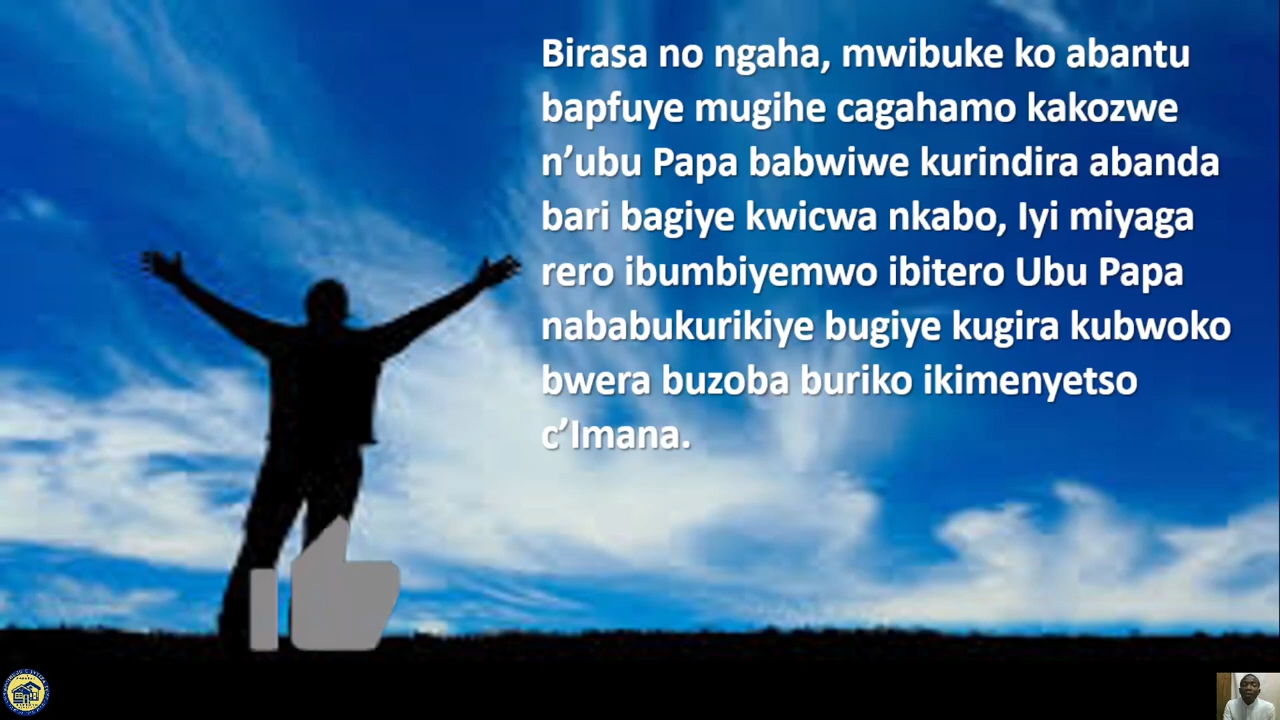 Birasa no ngaha, mwibuke ko abantu
bapfuye mugihe cagahamo kakozwe
n’ubu Papa babwiwe kurindira abanda
bari bagiye kwicwa nkabo, Iyi miyaga
rero ibumbiyemwo ibitero Ubu Papa
nababukurikiye bugiye kugira kubwoko
bwera buzoba buriko ikimenyetso
c’Imana.